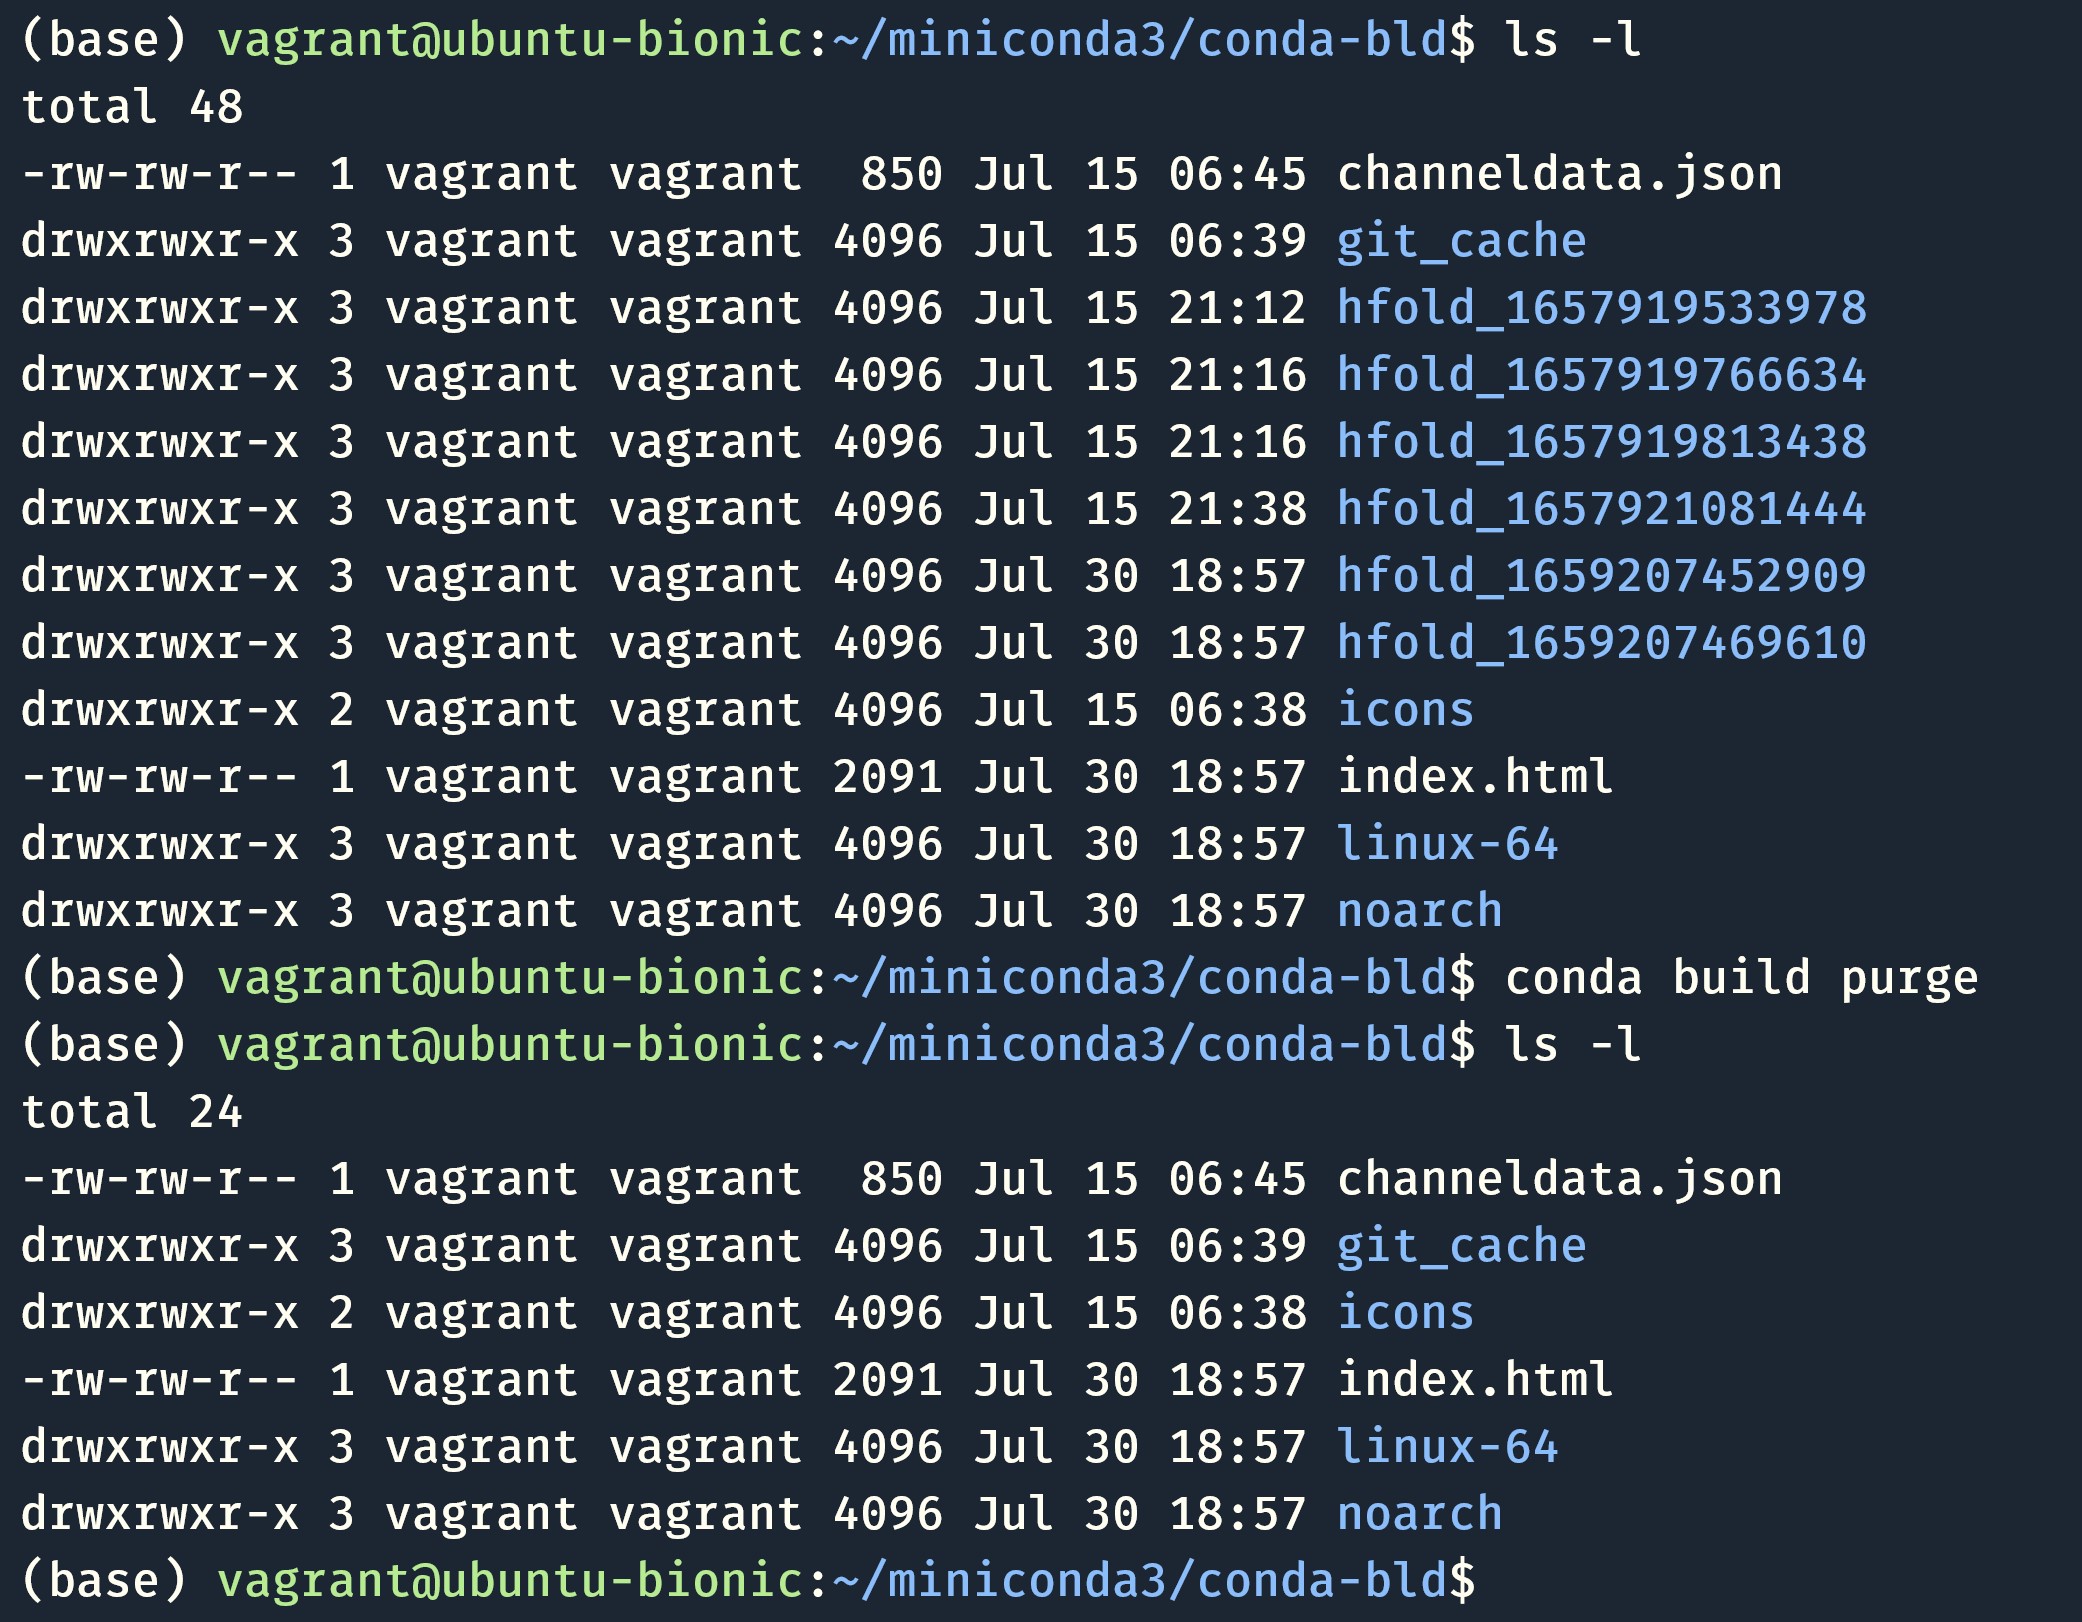 (base) vagrant@ubuntu-bionic:~/miniconda3/conda-bld$ ls -l
total 48
-rw-rw-r-- 1 vagrant vagrant  850 Jul 15 06:45 channeldata.json
drwxrwxr-x 3 vagrant vagrant 4096 Jul 15 06:39 git_cache
drwxrwxr-x 3 vagrant vagrant 4096 Jul 15 21:12 hfold_1657919533978
drwxrwxr-x 3 vagrant vagrant 4096 Jul 15 21:16 hfold_1657919766634
drwxrwxr-x 3 vagrant vagrant 4096 Jul 15 21:16 hfold_1657919813438
drwxrwxr-x 3 vagrant vagrant 4096 Jul 15 21:38 hfold_1657921081444
drwxrwxr-x 3 vagrant vagrant 4096 Jul 30 18:57 hfold_1659207452909
drwxrwxr-x 3 vagrant vagrant 4096 Jul 30 18:57 hfold_1659207469610
drwxrwxr-x 2 vagrant vagrant 4096 Jul 15 06:38 icons
-rw-rw-r-- 1 vagrant vagrant 2091 Jul 30 18:57 index.html
drwxrwxr-x 3 vagrant vagrant 4096 Jul 30 18:57 linux-64
drwxrwxr-x 3 vagrant vagrant 4096 Jul 30 18:57 noarch
(base) vagrant@ubuntu-bionic:~/miniconda3/conda-bld$ conda build purge
(base) vagrant@ubuntu-bionic:~/miniconda3/conda-bld$ ls -l
total 24
-rw-rw-r-- 1 vagrant vagrant  850 Jul 15 06:45 channeldata.json
drwxrwxr-x 3 vagrant vagrant 4096 Jul 15 06:39 git_cache
drwxrwxr-x 2 vagrant vagrant 4096 Jul 15 06:38 icons
-rw-rw-r-- 1 vagrant vagrant 2091 Jul 30 18:57 index.html
drwxrwxr-x 3 vagrant vagrant 4096 Jul 30 18:57 linux-64
drwxrwxr-x 3 vagrant vagrant 4096 Jul 30 18:57 noarch
(base) vagrant@ubuntu-bionic:~/miniconda3/conda-bld$